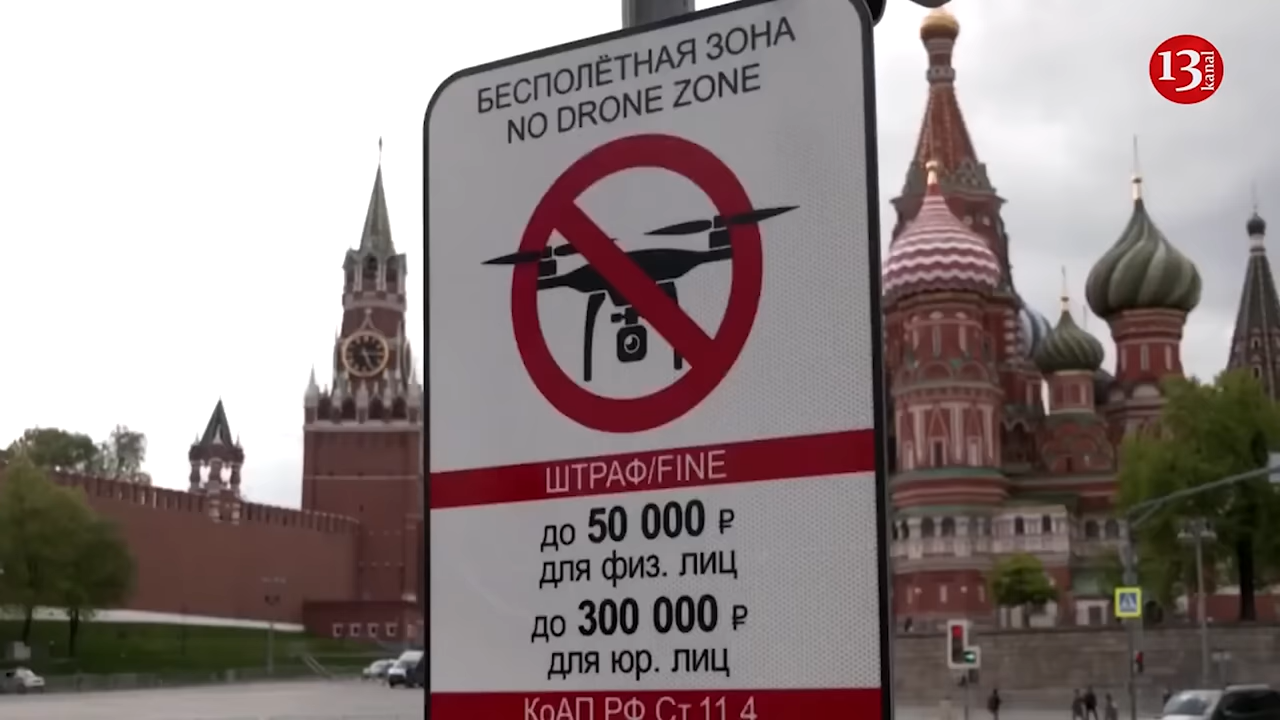 БЕСПОЛЁТНАЯ ЗОНА
NO DRONE ZONE
ШТРАФ/FINE
до 50 000 ₽
для физ. лиц
до 300 000 ₽
для юр. лиц
КоАП РФ Ст 11.4
13 kanal